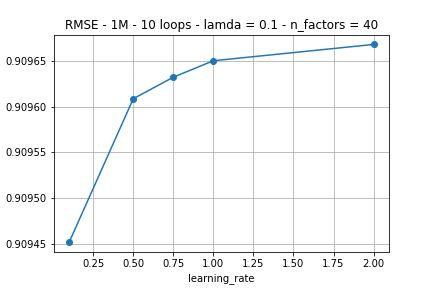 RMSE - 1M - 10 loops - lamda = 0.1 - n_factors = 40
0.90965
0.90960
0.90955
0.90950
0.90945
0.25 0.50 0.75 1.00 1.25 1.50 1.75 2.00
learning_rate